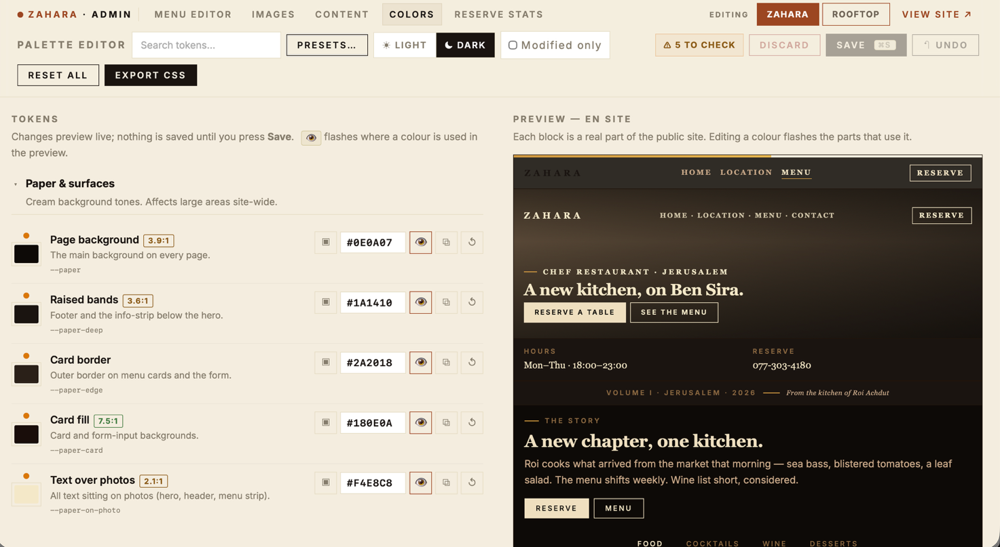 ZAHARA · ADMIN
MENU EDITOR
IMAGES
CONTENT
COLORS
RESERVE STATS
EDITING
ZAHARA
ROOFTOP
VIEW SITE ↗
PALETTE EDITOR
Search tokens...
PRESETS…
LIGHT
DARK
Modified only
⚠ 5 TO CHECK
DISCARD
SAVE ⌘S
UNDO
RESET ALL
EXPORT CSS
TOKENS
Changes preview live; nothing is saved until you press Save. 👁 flashes where a colour is used in
the preview.
Paper & surfaces
Cream background tones. Affects large areas site-wide.
Page background 3.9:1
The main background on every page.
--paper
#0E0A07
Raised bands 3.6:1
Footer and the info-strip below the hero.
--paper-deep
#1A1410
Card border
Outer border on menu cards and the form.
--paper-edge
#2A2018
Card fill 7.5:1
Card and form-input backgrounds.
--paper-card
#180E0A
Text over photos 2.1:1
All text sitting on photos (hero, header, menu strip).
--paper-on-photo
#F4E8C8
PREVIEW — EN SITE
Each block is a real part of the public site. Editing a colour flashes the parts that use it.
ZAHARA
HOME LOCATION MENU
RESERVE
ZAHARA
HOME · LOCATION · MENU · CONTACT
RESERVE
CHEF RESTAURANT · JERUSALEM
A new kitchen, on Ben Sira.
RESERVE A TABLE
SEE THE MENU
HOURS
Mon–Thu · 18:00–23:00
RESERVE
077-303-4180
VOLUME I · JERUSALEM · 2026 — From the kitchen of Roi Achdut
THE STORY
A new chapter, one kitchen.
Roi cooks what arrived from the market that morning — sea bass, blistered tomatoes, a leaf
salad. The menu shifts weekly. Wine list short, considered.
RESERVE
MENU
FOOD COCKTAILS WINE DESSERTS